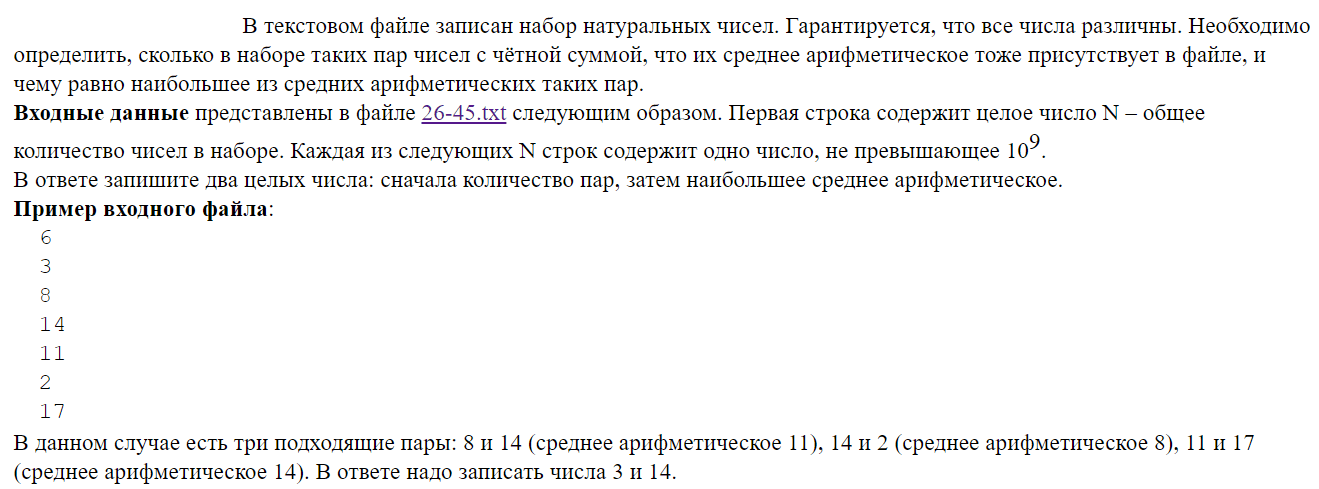 В текстовом файле записан набор натуральных чисел. Гарантируется, что все числа различны. Необходимо
определить, сколько в наборе таких пар чисел с чётной суммой, что их среднее арифметическое тоже присутствует в файле, и
чему равно наибольшее из средних арифметических таких пар.
Входные данные представлены в файле 26-45.txt следующим образом. Первая строка содержит целое число N – общее
количество чисел в наборе. Каждая из следующих N строк содержит одно число, не превышающее 10⁹.
В ответе запишите два целых числа: сначала количество пар, затем наибольшее среднее арифметическое.
Пример входного файла:
6
3
8
14
11
2
17
В данном случае есть три подходящие пары: 8 и 14 (среднее арифметическое 11), 14 и 2 (среднее арифметическое 8), 11 и 17
(среднее арифметическое 14). В ответе надо записать числа 3 и 14.